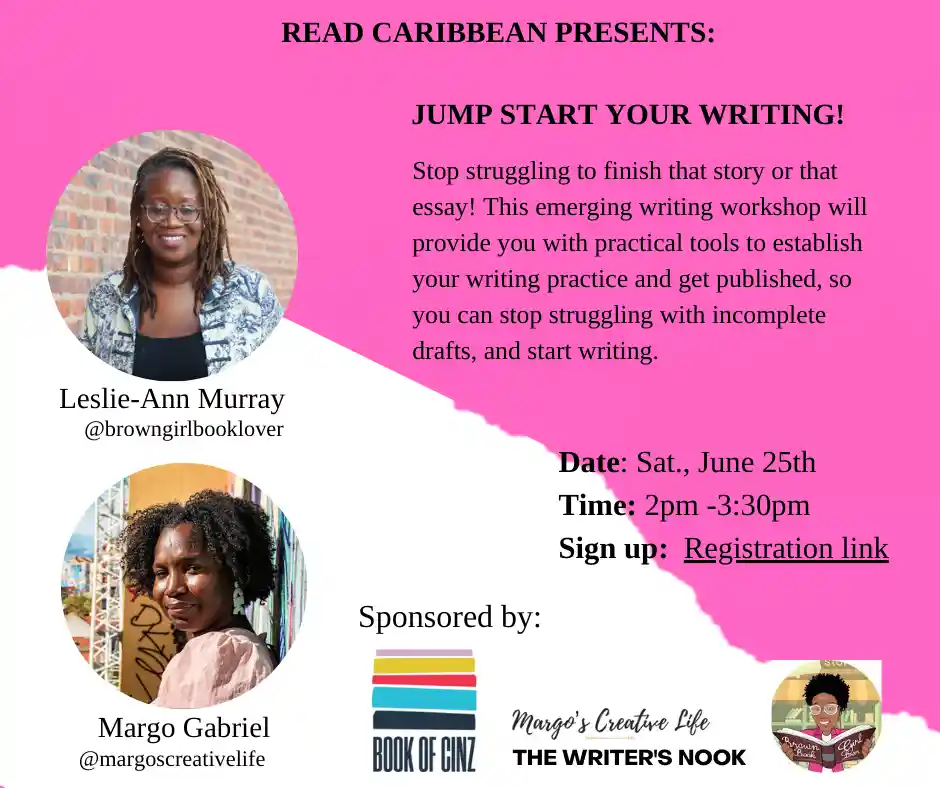 READ CARIBBEAN PRESENTS:
JUMP START YOUR WRITING!
Stop struggling to finish that story or that
essay! This emerging writing workshop will
provide you with practical tools to establish
your writing practice and get published, so
you can stop struggling with incomplete
drafts, and start writing.
Leslie-Ann Murray
@browngirlbooklover
Date: Sat., June 25th
Time: 2pm -3:30pm
Sign up: Registration link
Margo Gabriel
@margoscreativelife
Sponsored by:
BOOK OF CINZ
Margo's Creative Life
THE WRITER'S NOOK
Brown Girl
Book